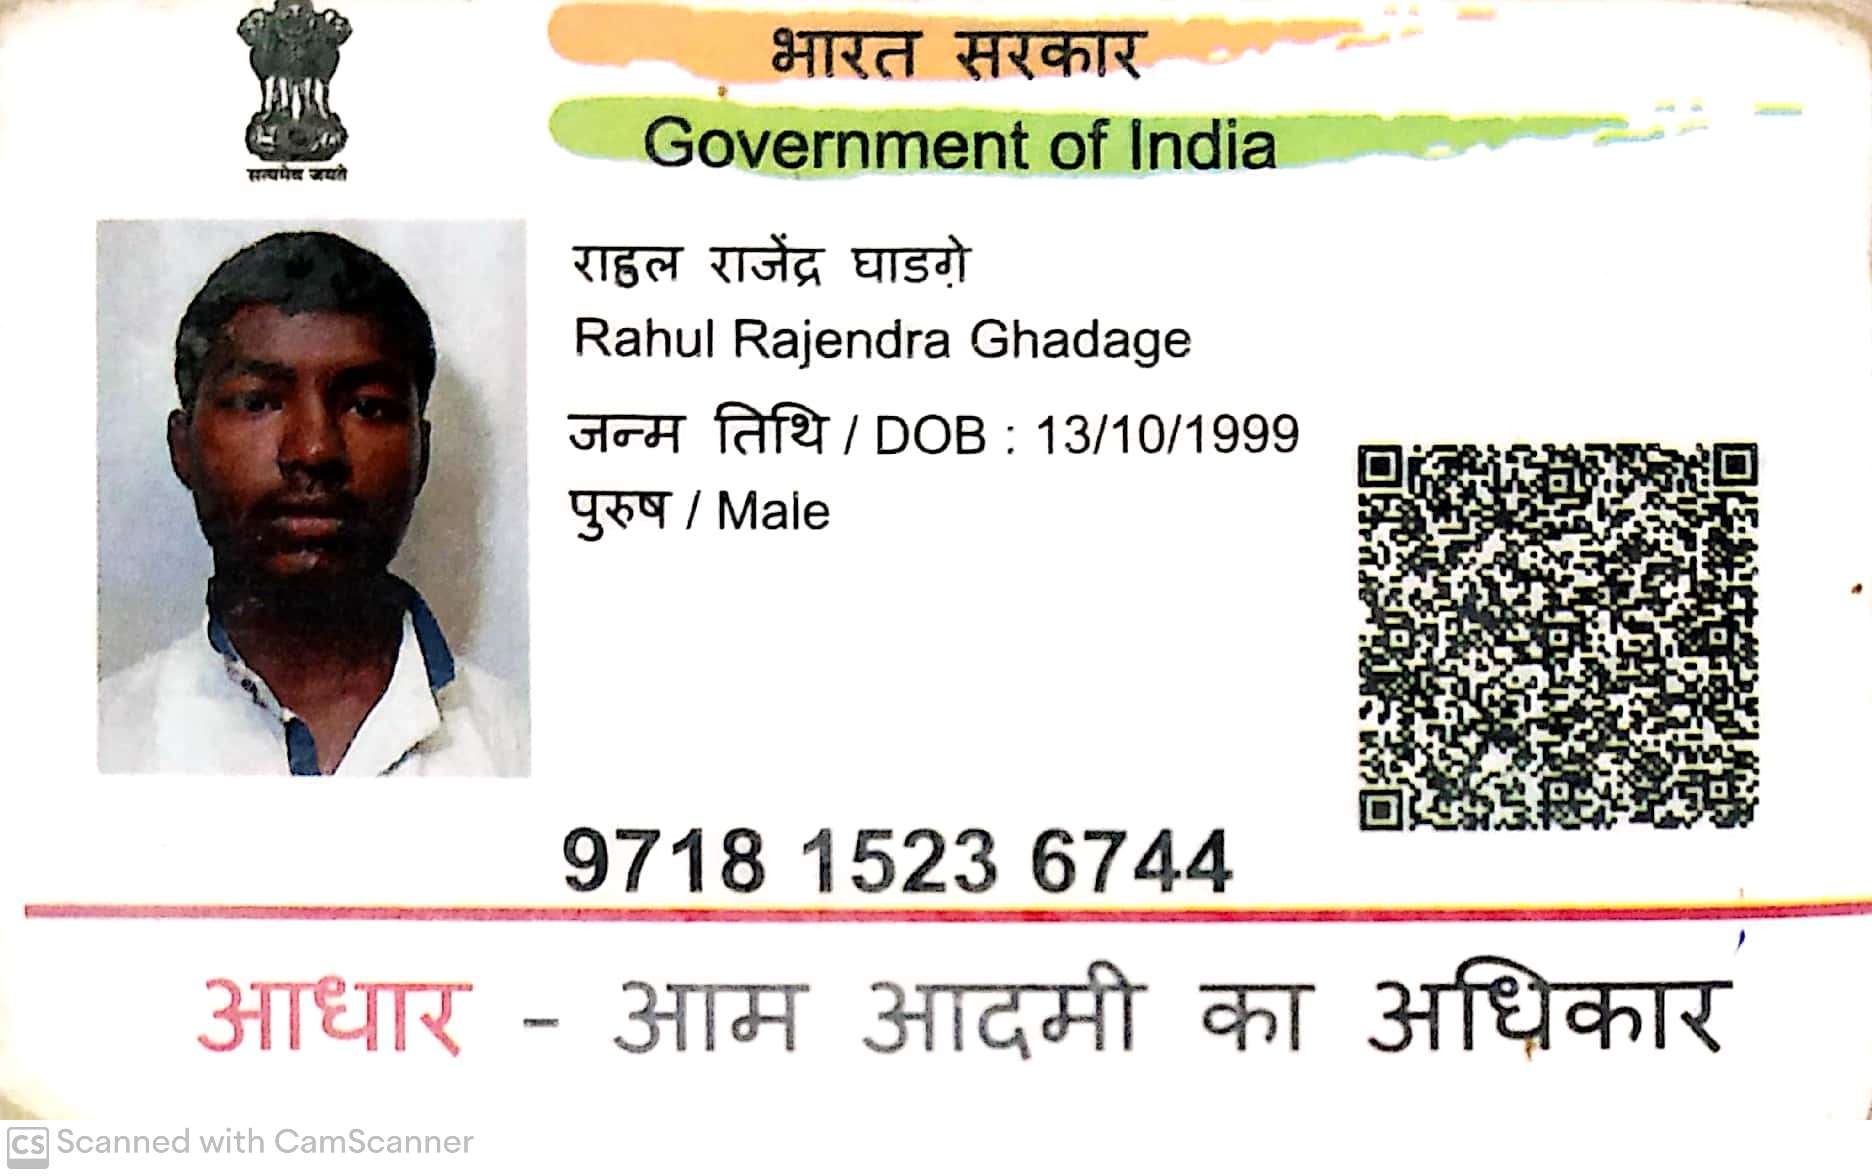 भारत सरकार
Government of India
सत्यमेव जयते
राहुल राजेंद्र घाडगे
Rahul Rajendra Ghadage
जन्म तिथि / DOB : 13/10/1999
पुरुष / Male
9718 1523 6744
आधार - आम आदमी का अधिकार
CS Scanned with CamScanner